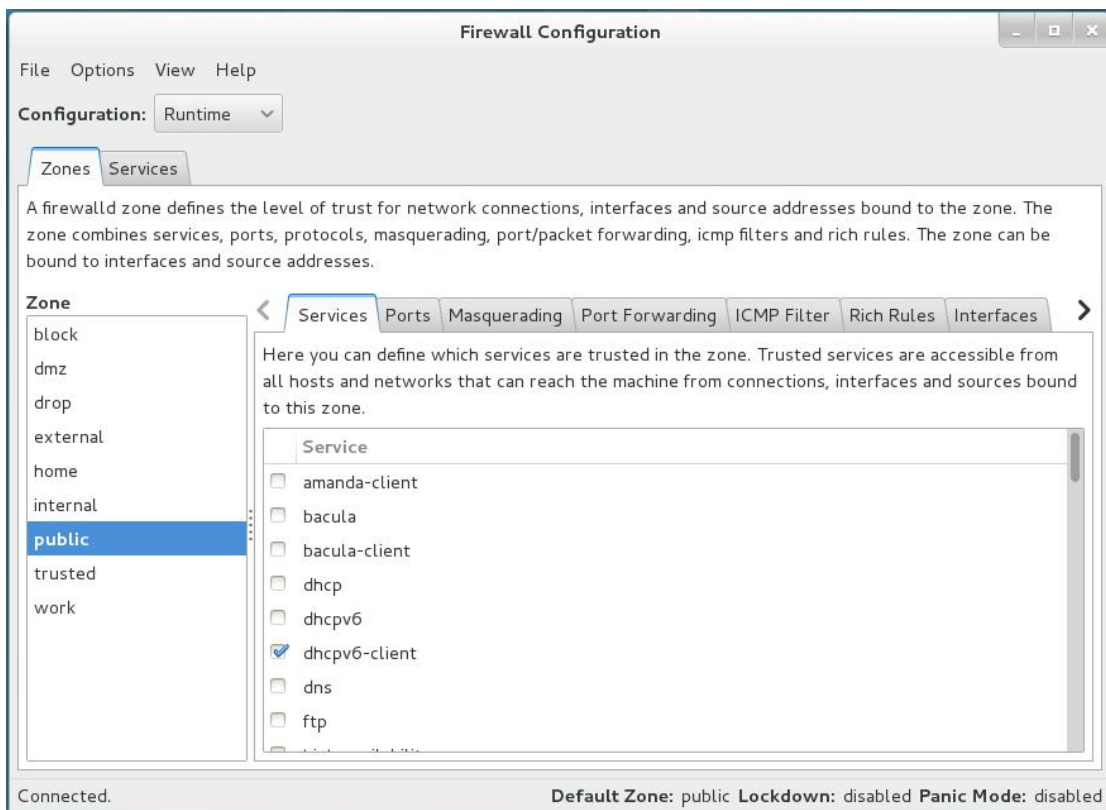 Firewall Configuration
File Options View Help
Configuration: Runtime
Zones Services
A firewalld zone defines the level of trust for network connections, interfaces and source addresses bound to the zone. The
zone combines services, ports, protocols, masquerading, port/packet forwarding, icmp filters and rich rules. The zone can be
bound to interfaces and source addresses.
Zone
block
dmz
drop
external
home
internal
public
trusted
work
Services Ports Masquerading Port Forwarding ICMP Filter Rich Rules Interfaces
Here you can define which services are trusted in the zone. Trusted services are accessible from
all hosts and networks that can reach the machine from connections, interfaces and sources bound
to this zone.
Service
amanda-client
bacula
bacula-client
dhcp
dhcpv6
dhcpv6-client
dns
ftp
Connected.
Default Zone: public Lockdown: disabled Panic Mode: disabled